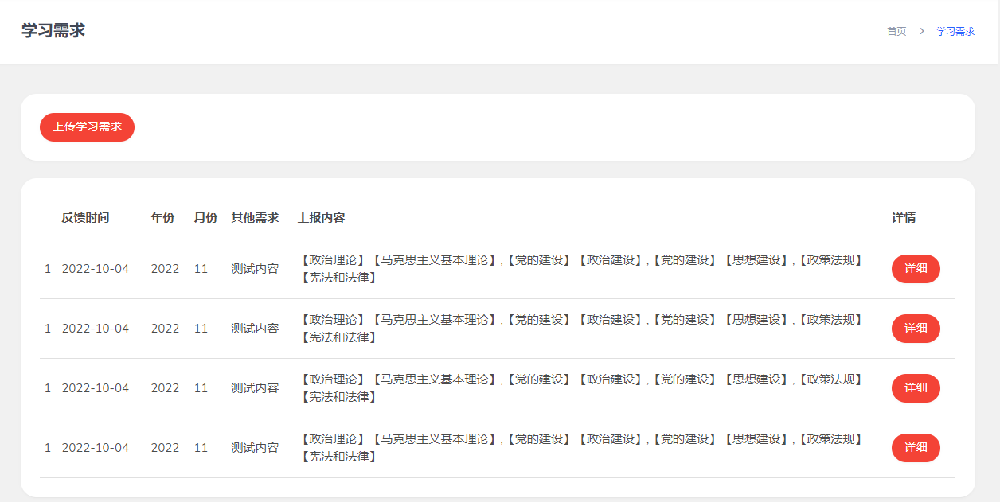 学习需求
首页 > 学习需求
上传学习需求
反馈时间 年份 月份 其他需求 上报内容 详情
1 2022-10-04 2022 11 测试内容 【政治理论】【马克思主义基本理论】,【党的建设】【政治建设】,【党的建设】【思想建设】,【政策法规】 详细
【宪法和法律】
1 2022-10-04 2022 11 测试内容 【政治理论】【马克思主义基本理论】,【党的建设】【政治建设】,【党的建设】【思想建设】,【政策法规】 详细
【宪法和法律】
1 2022-10-04 2022 11 测试内容 【政治理论】【马克思主义基本理论】,【党的建设】【政治建设】,【党的建设】【思想建设】,【政策法规】 详细
【宪法和法律】
1 2022-10-04 2022 11 测试内容 【政治理论】【马克思主义基本理论】,【党的建设】【政治建设】,【党的建设】【思想建设】,【政策法规】 详细
【宪法和法律】